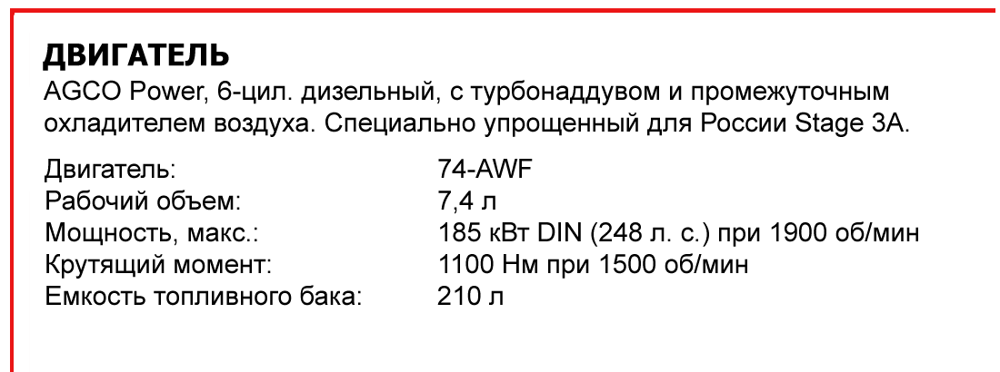 ДВИГАТЕЛЬ
AGCO Power, 6-цил. дизельный, с турбонаддувом и промежуточным
охладителем воздуха. Специально упрощенный для России Stage 3A.
Двигатель: 74-AWF
Рабочий объем: 7,4 л
Мощность, макс.: 185 кВт DIN (248 л. с.) при 1900 об/мин
Крутящий момент: 1100 Нм при 1500 об/мин
Емкость топливного бака: 210 л